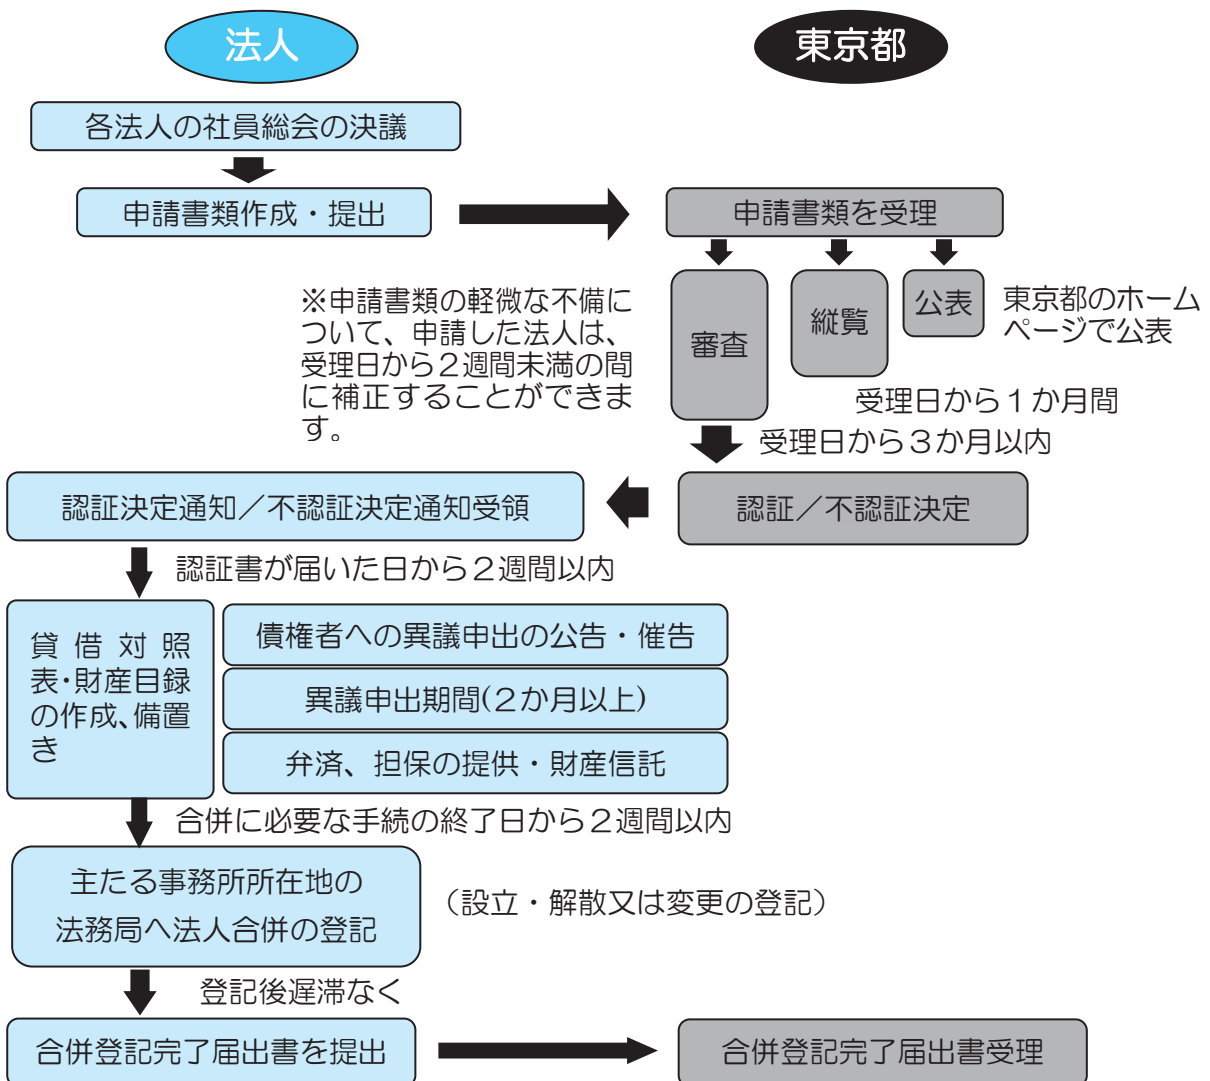 法人
東京都
各法人の社員総会の決議
申請書類作成・提出
申請書類を受理
※申請書類の軽微な不備に
ついて、申請した法人は、
受理日から２週間未満の間
に補正することができま
す。
審査
縦覧
公表
東京都のホーム
ページで公表
受理日から１か月間
受理日から３か月以内
認証決定通知／不認証決定通知受領
認証／不認証決定
認証書が届いた日から２週間以内
貸借対照
表・財産目録
の作成、備置
き
債権者への異議申出の公告・催告
異議申出期間(２か月以上)
弁済、担保の提供・財産信託
合併に必要な手続の終了日から２週間以内
主たる事務所所在地の
法務局へ法人合併の登記
（設立・解散又は変更の登記）
登記後遅滞なく
合併登記完了届出書を提出
合併登記完了届出書受理